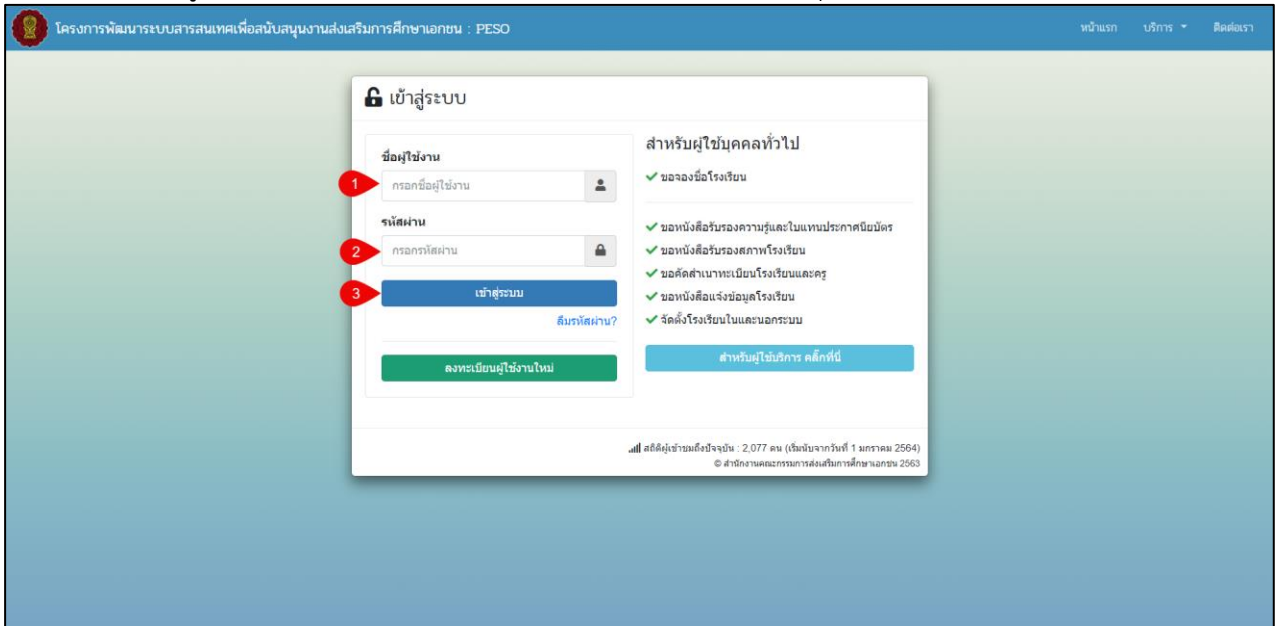 โครงการพัฒนาระบบสารสนเทศเพื่อสนับสนุนงานส่งเสริมการศึกษาเอกชน : PESO
หน้าแรก
บริการ
ติดต่อเรา
เข้าสู่ระบบ
ชื่อผู้ใช้งาน
1
กรอกชื่อผู้ใช้งาน
รหัสผ่าน
2
กรอกรหัสผ่าน
3
เข้าสู่ระบบ
ลืมรหัสผ่าน?
ลงทะเบียนผู้ใช้งานใหม่
สำหรับผู้ใช้บุคคลทั่วไป
ขอจองชื่อโรงเรียน
ขอหนังสือรับรองความรู้และใบแทนประกาศนียบัตร
ขอหนังสือรับรองสภาพโรงเรียน
ขอคัดสำเนาทะเบียนโรงเรียนและครู
ขอหนังสือแจ้งข้อมูลโรงเรียน
จัดตั้งโรงเรียนในและนอกระบบ
สำหรับผู้ใช้บริการ คลิ๊กที่นี่
สถิติผู้เข้าชมถึงปัจจุบัน : 2,077 คน (เริ่มนับจากวันที่ 1 มกราคม 2564)
© สำนักงานคณะกรรมการส่งเสริมการศึกษาเอกชน 2563